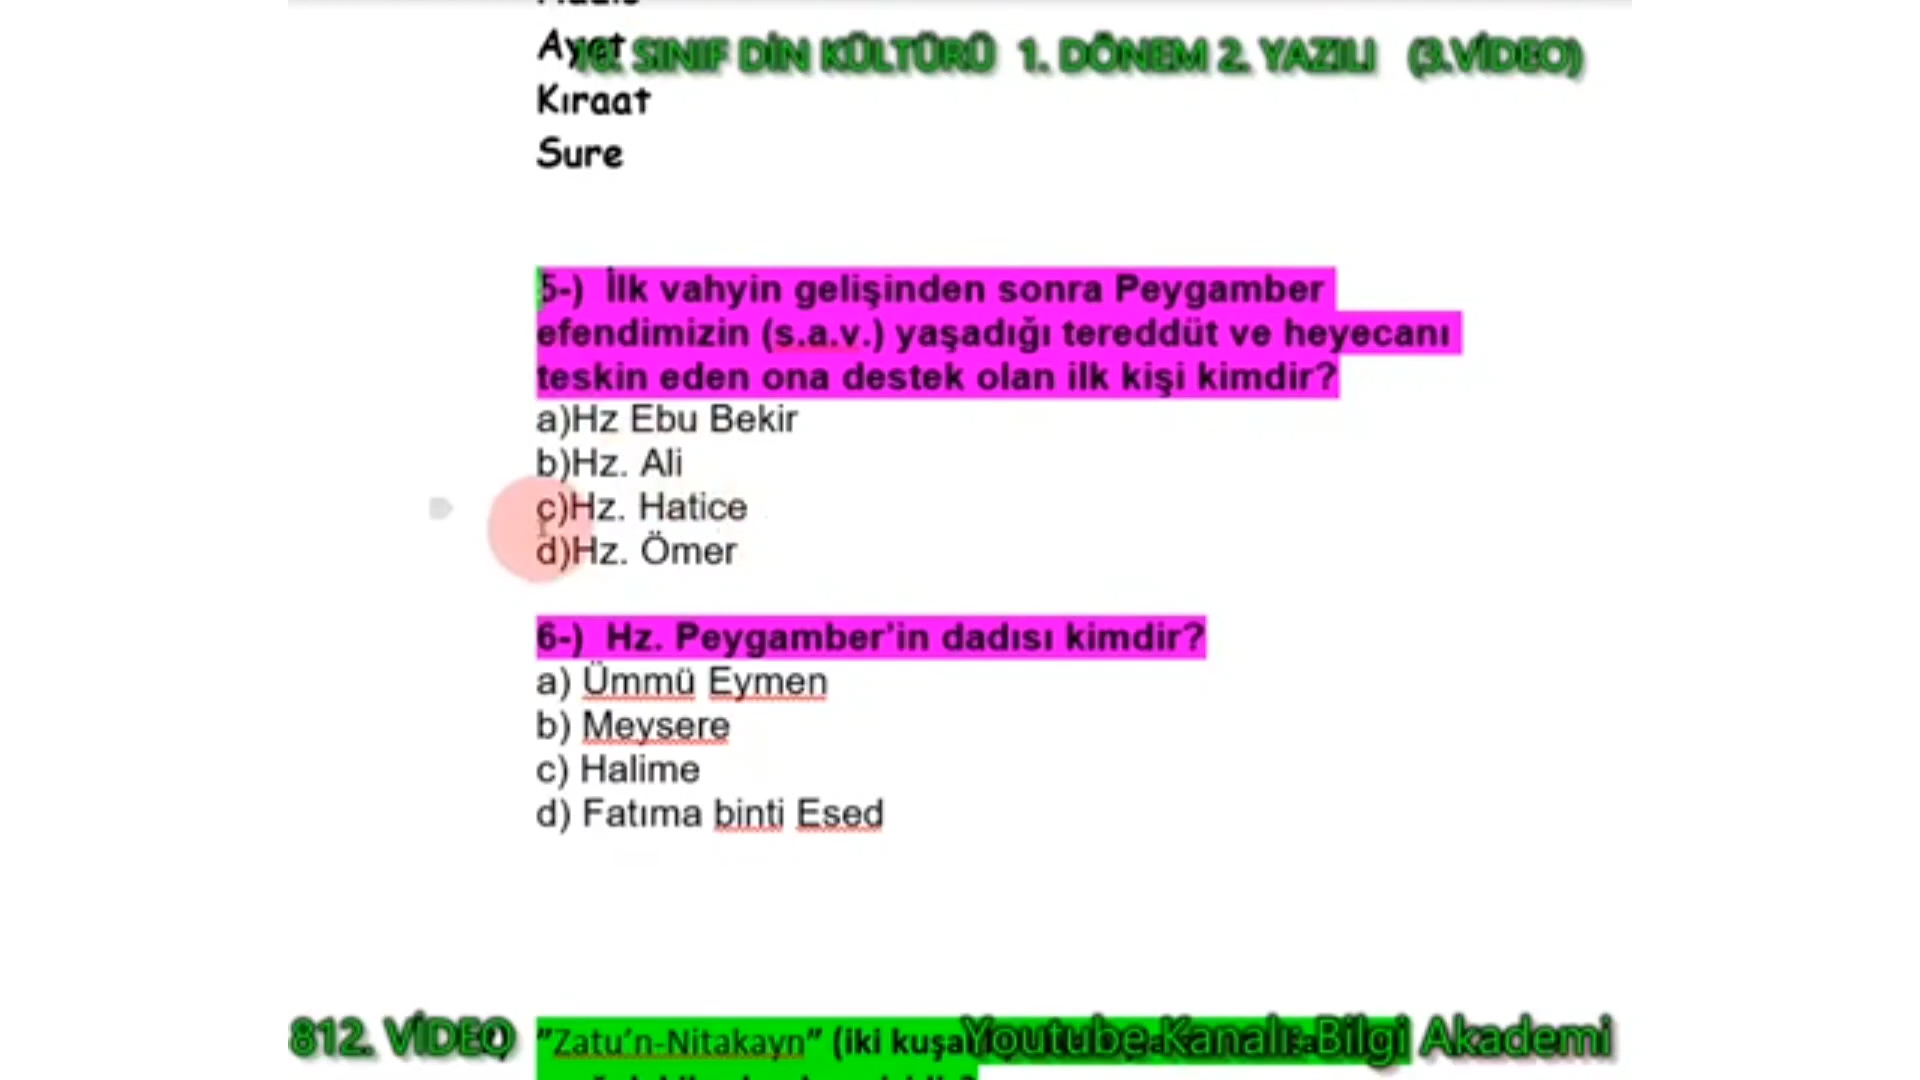 Ayet
10. SINIF DİN KÜLTÜRÜ 1. DÖNEM 2. YAZILI (3.VİDEO)
Kıraat
Sure
5-) İlk vahyin gelişinden sonra Peygamber
efendimizin (s.a.v.) yaşadığı tereddüt ve heyecanı
teskin eden ona destek olan ilk kişi kimdir?
a)Hz Ebu Bekir
b)Hz. Ali
c)Hz. Hatice
d)Hz. Ömer
6-) Hz. Peygamber'in dadısı kimdir?
a) Ümmü Eymen
b) Meysere
c) Halime
d) Fatıma binti Esed
812. VİDEO
"Zatu'n-Nitakayn" (iki
Youtube Kanalı: Bilgi Akademi